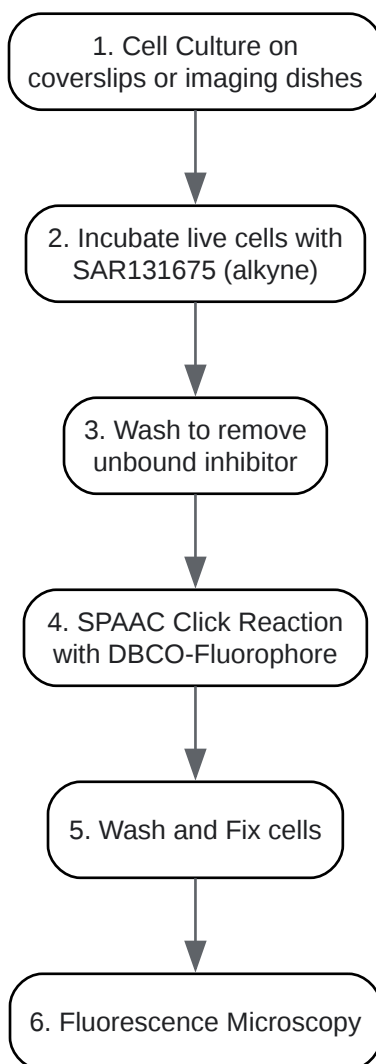 1. Cell Culture on
coverslips or imaging dishes
2. Incubate live cells with
SAR131675 (alkyne)
3. Wash to remove
unbound inhibitor
4. SPAAC Click Reaction
with DBCO-Fluorophore
5. Wash and Fix cells
6. Fluorescence Microscopy